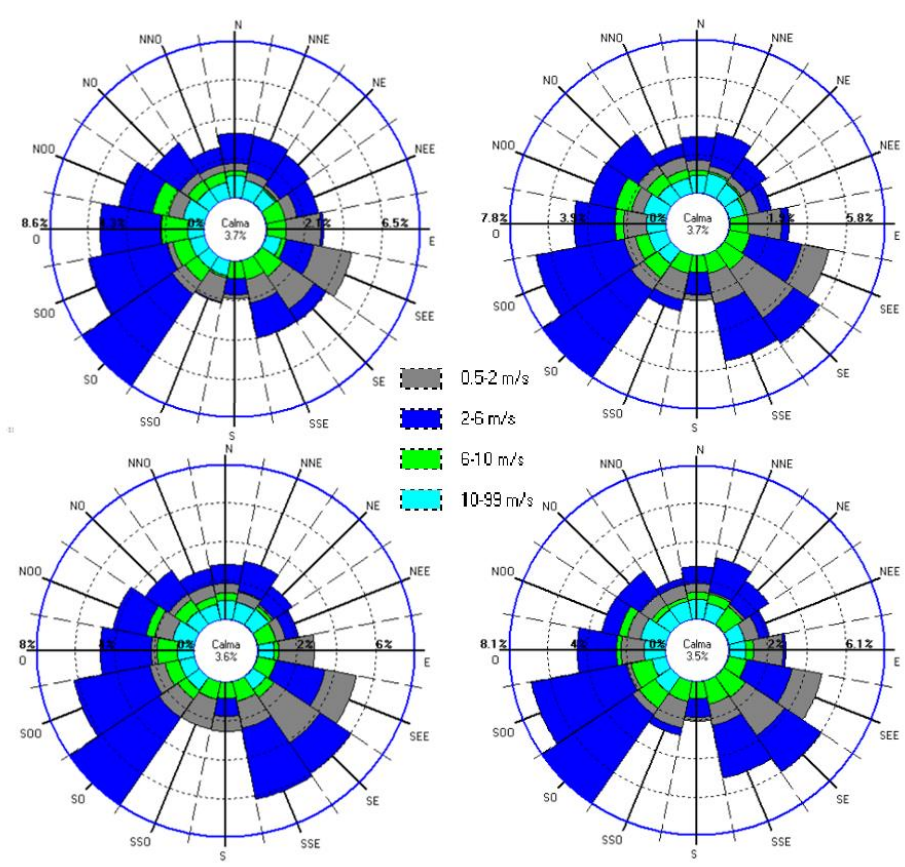 N
NNO
NNE
NO
NE
NOO
NEE
8.6%
0%
Calma
3.7%
2.1%
6.5%
O
E
SOO
SEE
SO
SE
SSO
SSE
S
N
NNO
NNE
NO
NE
NOO
NEE
7.8%
3.9%
0%
Calma
3.7%
5.8%
O
E
SOO
SEE
SO
SE
SSO
SSE
S
0.5-2 m/s
2-6 m/s
6-10 m/s
10-99 m/s
N
NNO
NNE
NO
NE
NOO
NEE
8%
0%
Calma
3.6%
2%
6%
O
E
SOO
SEE
SO
SE
SSO
SSE
S
N
NNO
NNE
NO
NE
NOO
NEE
8.1%
4%
0%
Calma
3.5%
2%
6.1%
O
E
SOO
SEE
SO
SE
SSO
SSE
S